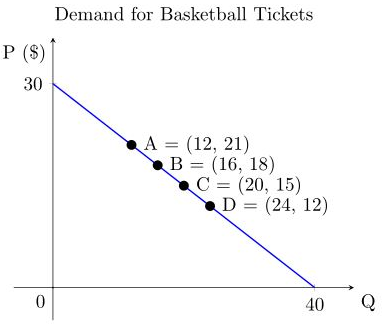 Demand for Basketball Tickets
P ($)
30
A = (12, 21)
B = (16, 18)
C = (20, 15)
D = (24, 12)
0
40
Q